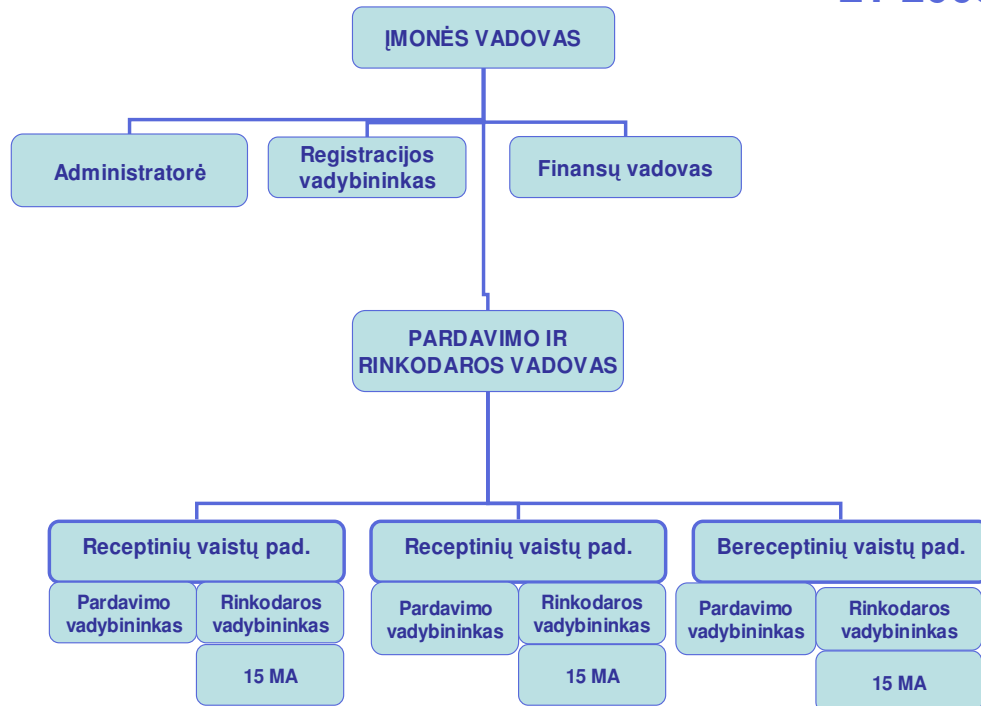 ĮMONĖS VADOVAS
Administratorė
Registracijos
vadybininkas
Finansų vadovas
PARDAVIMO IR
RINKODAROS VADOVAS
Receptinių vaistų pad.
Receptinių vaistų pad.
Bereceptinių vaistų pad.
Pardavimo
vadybininkas
Rinkodaros
vadybininkas
Pardavimo
vadybininkas
Rinkodaros
vadybininkas
Pardavimo
vadybininkas
Rinkodaros
vadybininkas
15 MA
15 MA
15 MA